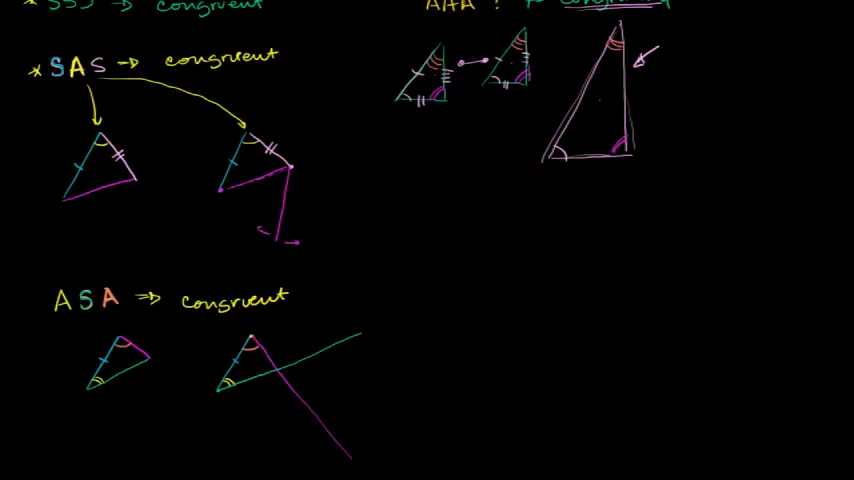 * SSS => congruent
AAA ?
* SAS => congruent
ASA => congruent